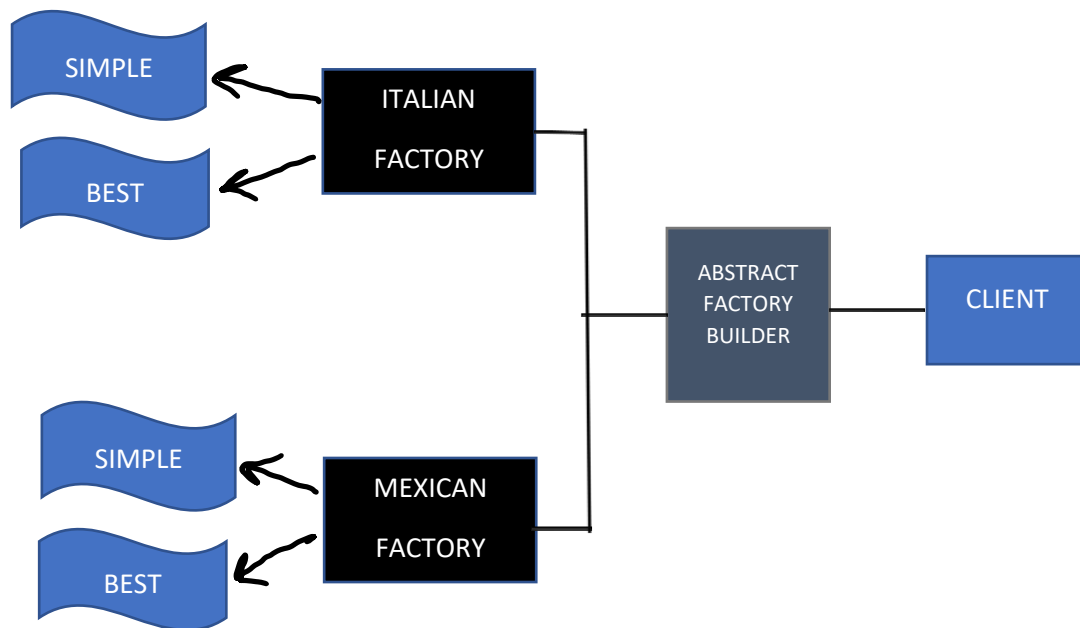 SIMPLE
BEST
ITALIAN
FACTORY
ABSTRACT
FACTORY
BUILDER
CLIENT
SIMPLE
BEST
MEXICAN
FACTORY